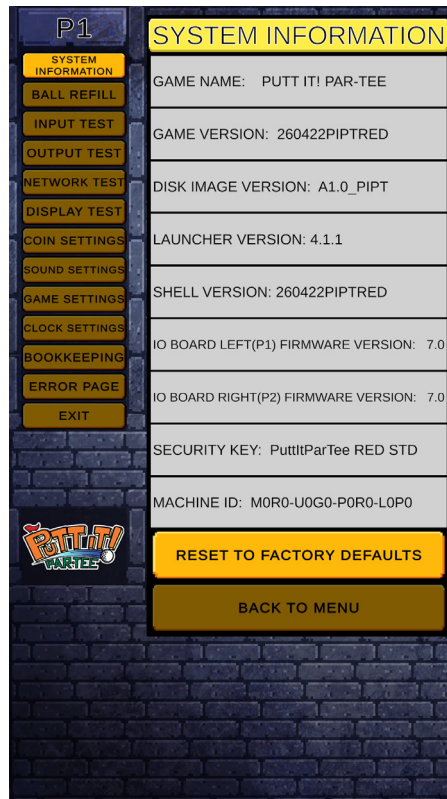 P1
SYSTEM
INFORMATION
BALL REFILL
INPUT TEST
OUTPUT TEST
NETWORK TEST
DISPLAY TEST
COIN SETTINGS
SOUND SETTINGS
GAME SETTINGS
CLOCK SETTINGS
BOOKKEEPING
ERROR PAGE
EXIT
PUTT IT!
PARTEE
SYSTEM INFORMATION
GAME NAME: PUTT IT! PAR-TEE
GAME VERSION: 260422PIPTRED
DISK IMAGE VERSION: A1.0_PIPT
LAUNCHER VERSION: 4.1.1
SHELL VERSION: 260422PIPTRED
IO BOARD LEFT(P1) FIRMWARE VERSION: 7.0
IO BOARD RIGHT(P2) FIRMWARE VERSION: 7.0
SECURITY KEY: PuttItParTee RED STD
MACHINE ID: M0R0-U0G0-P0R0-L0P0
RESET TO FACTORY DEFAULTS
BACK TO MENU